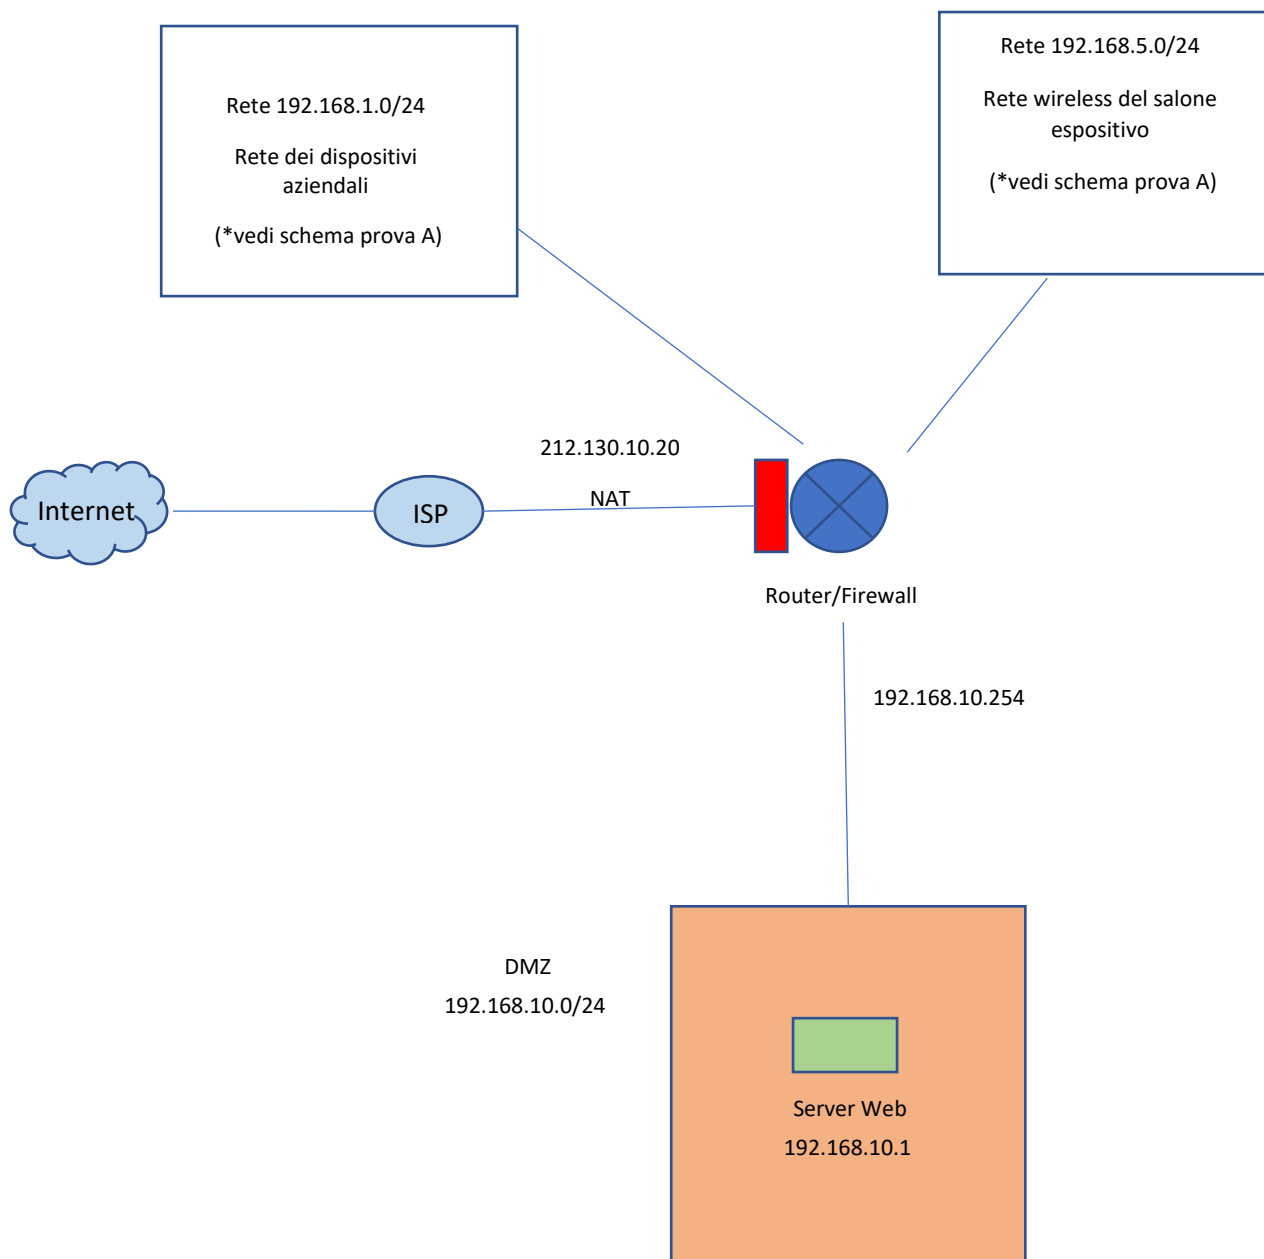 Rete 192.168.1.0/24
Rete dei dispositivi
aziendali
(*vedi schema prova A)
Rete 192.168.5.0/24
Rete wireless del salone
espositivo
(*vedi schema prova A)
212.130.10.20
NAT
Internet
ISP
Router/Firewall
192.168.10.254
DMZ
192.168.10.0/24
Server Web
192.168.10.1